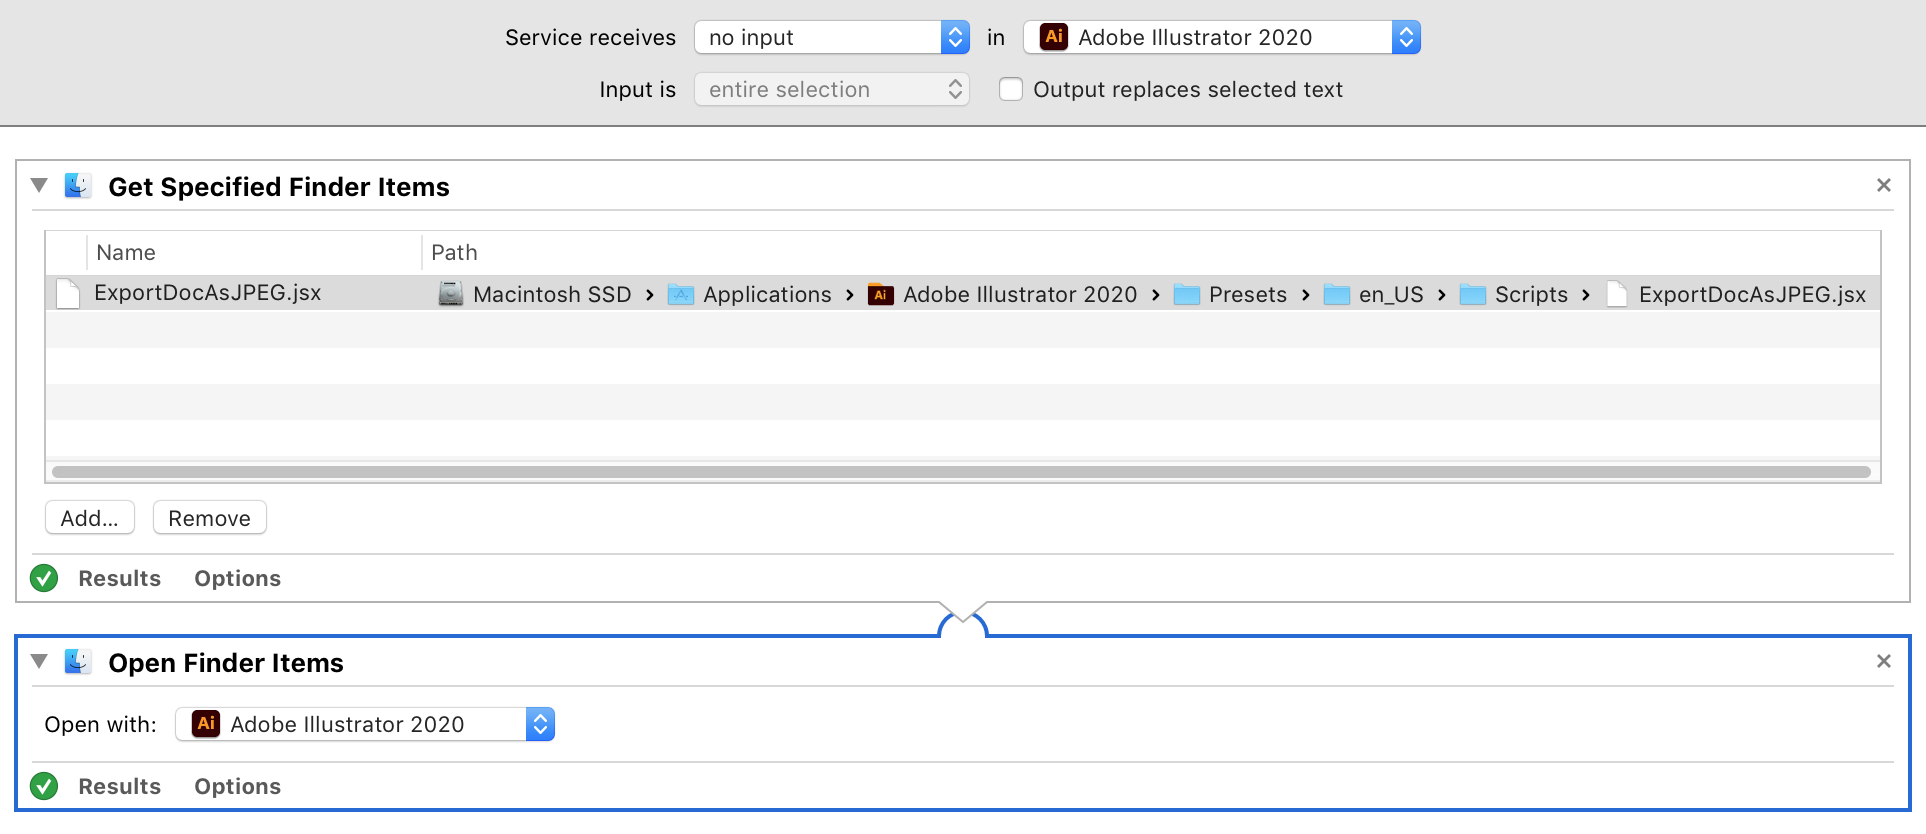 Service receives no input in Ai Adobe Illustrator 2020
Input is entire selection Output replaces selected text
Get Specified Finder Items
Name Path
ExportDocAsJPEG.jsx Macintosh SSD › Applications › Ai Adobe Illustrator 2020 › Presets › en_US › Scripts › ExportDocAsJPEG.jsx
Add... Remove
Results Options
Open Finder Items
Open with: Ai Adobe Illustrator 2020
Results Options